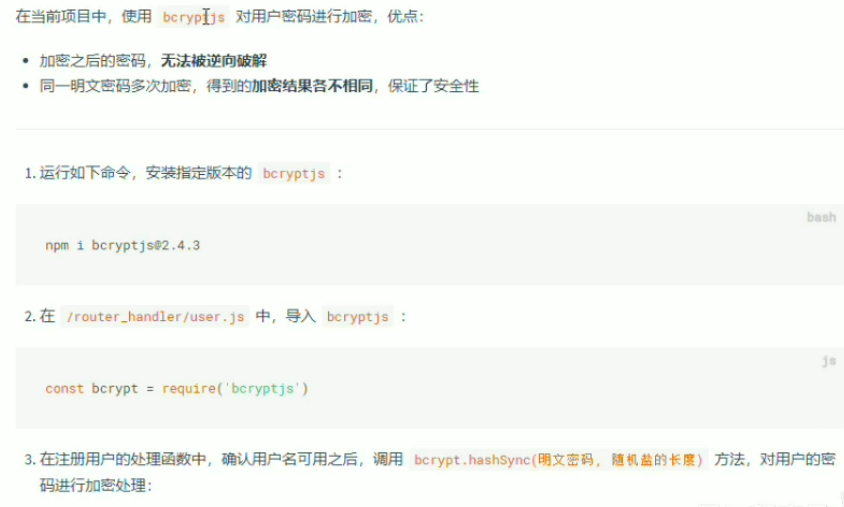 在当前项目中，使用 bcryptjs 对用户密码进行加密，优点：
• 加密之后的密码，无法被逆向破解
• 同一明文密码多次加密，得到的加密结果各不相同，保证了安全性
1. 运行如下命令，安装指定版本的 bcryptjs ：
bash
npm i bcryptjs@2.4.3
2. 在 /router_handler/user.js 中，导入 bcryptjs ：
js
const bcrypt = require('bcryptjs')
3. 在注册用户的处理函数中，确认用户名可用之后，调用 bcrypt.hashSync(明文密码, 随机盐的长度) 方法，对用户的密
码进行加密处理：